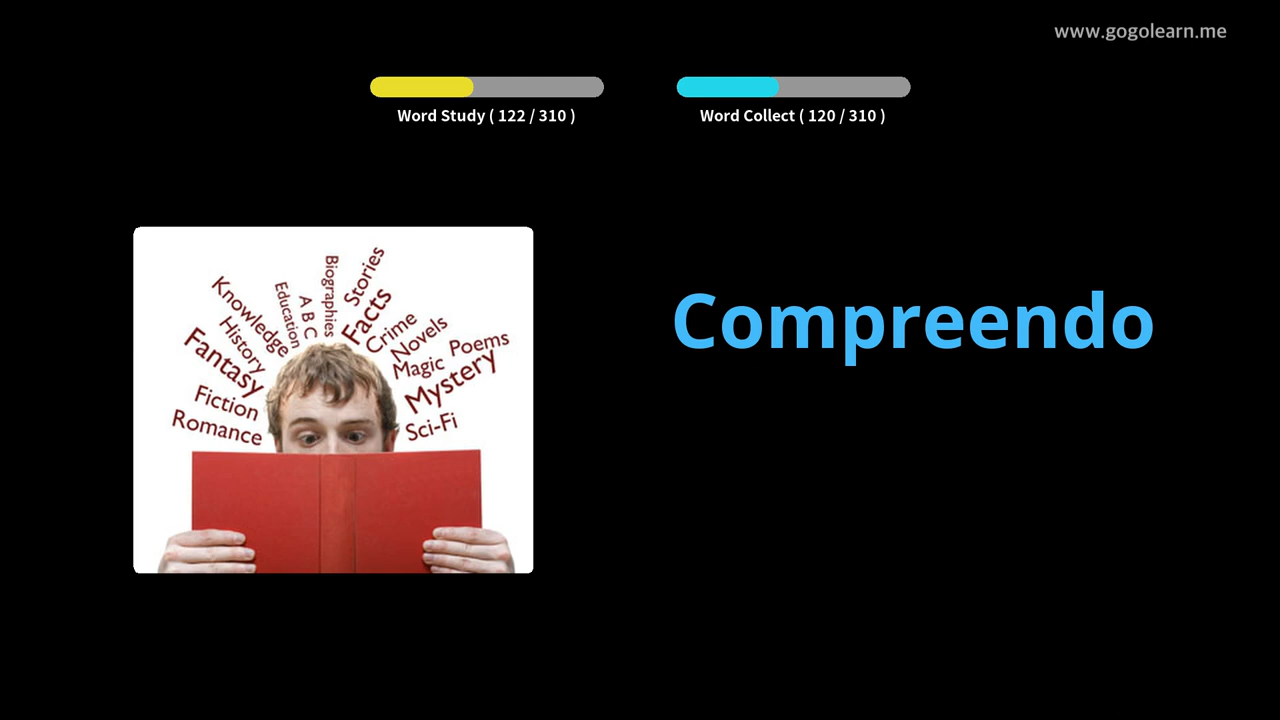 www.gogolearn.me
Word Study ( 122 / 310 )
Word Collect ( 120 / 310 )
Compreendo
Knowledge
Education
A B C
Biographies
Stories
Facts
History
Crime
Novels
Fantasy
Magic
Poems
Mystery
Fiction
Romance
Sci-Fi